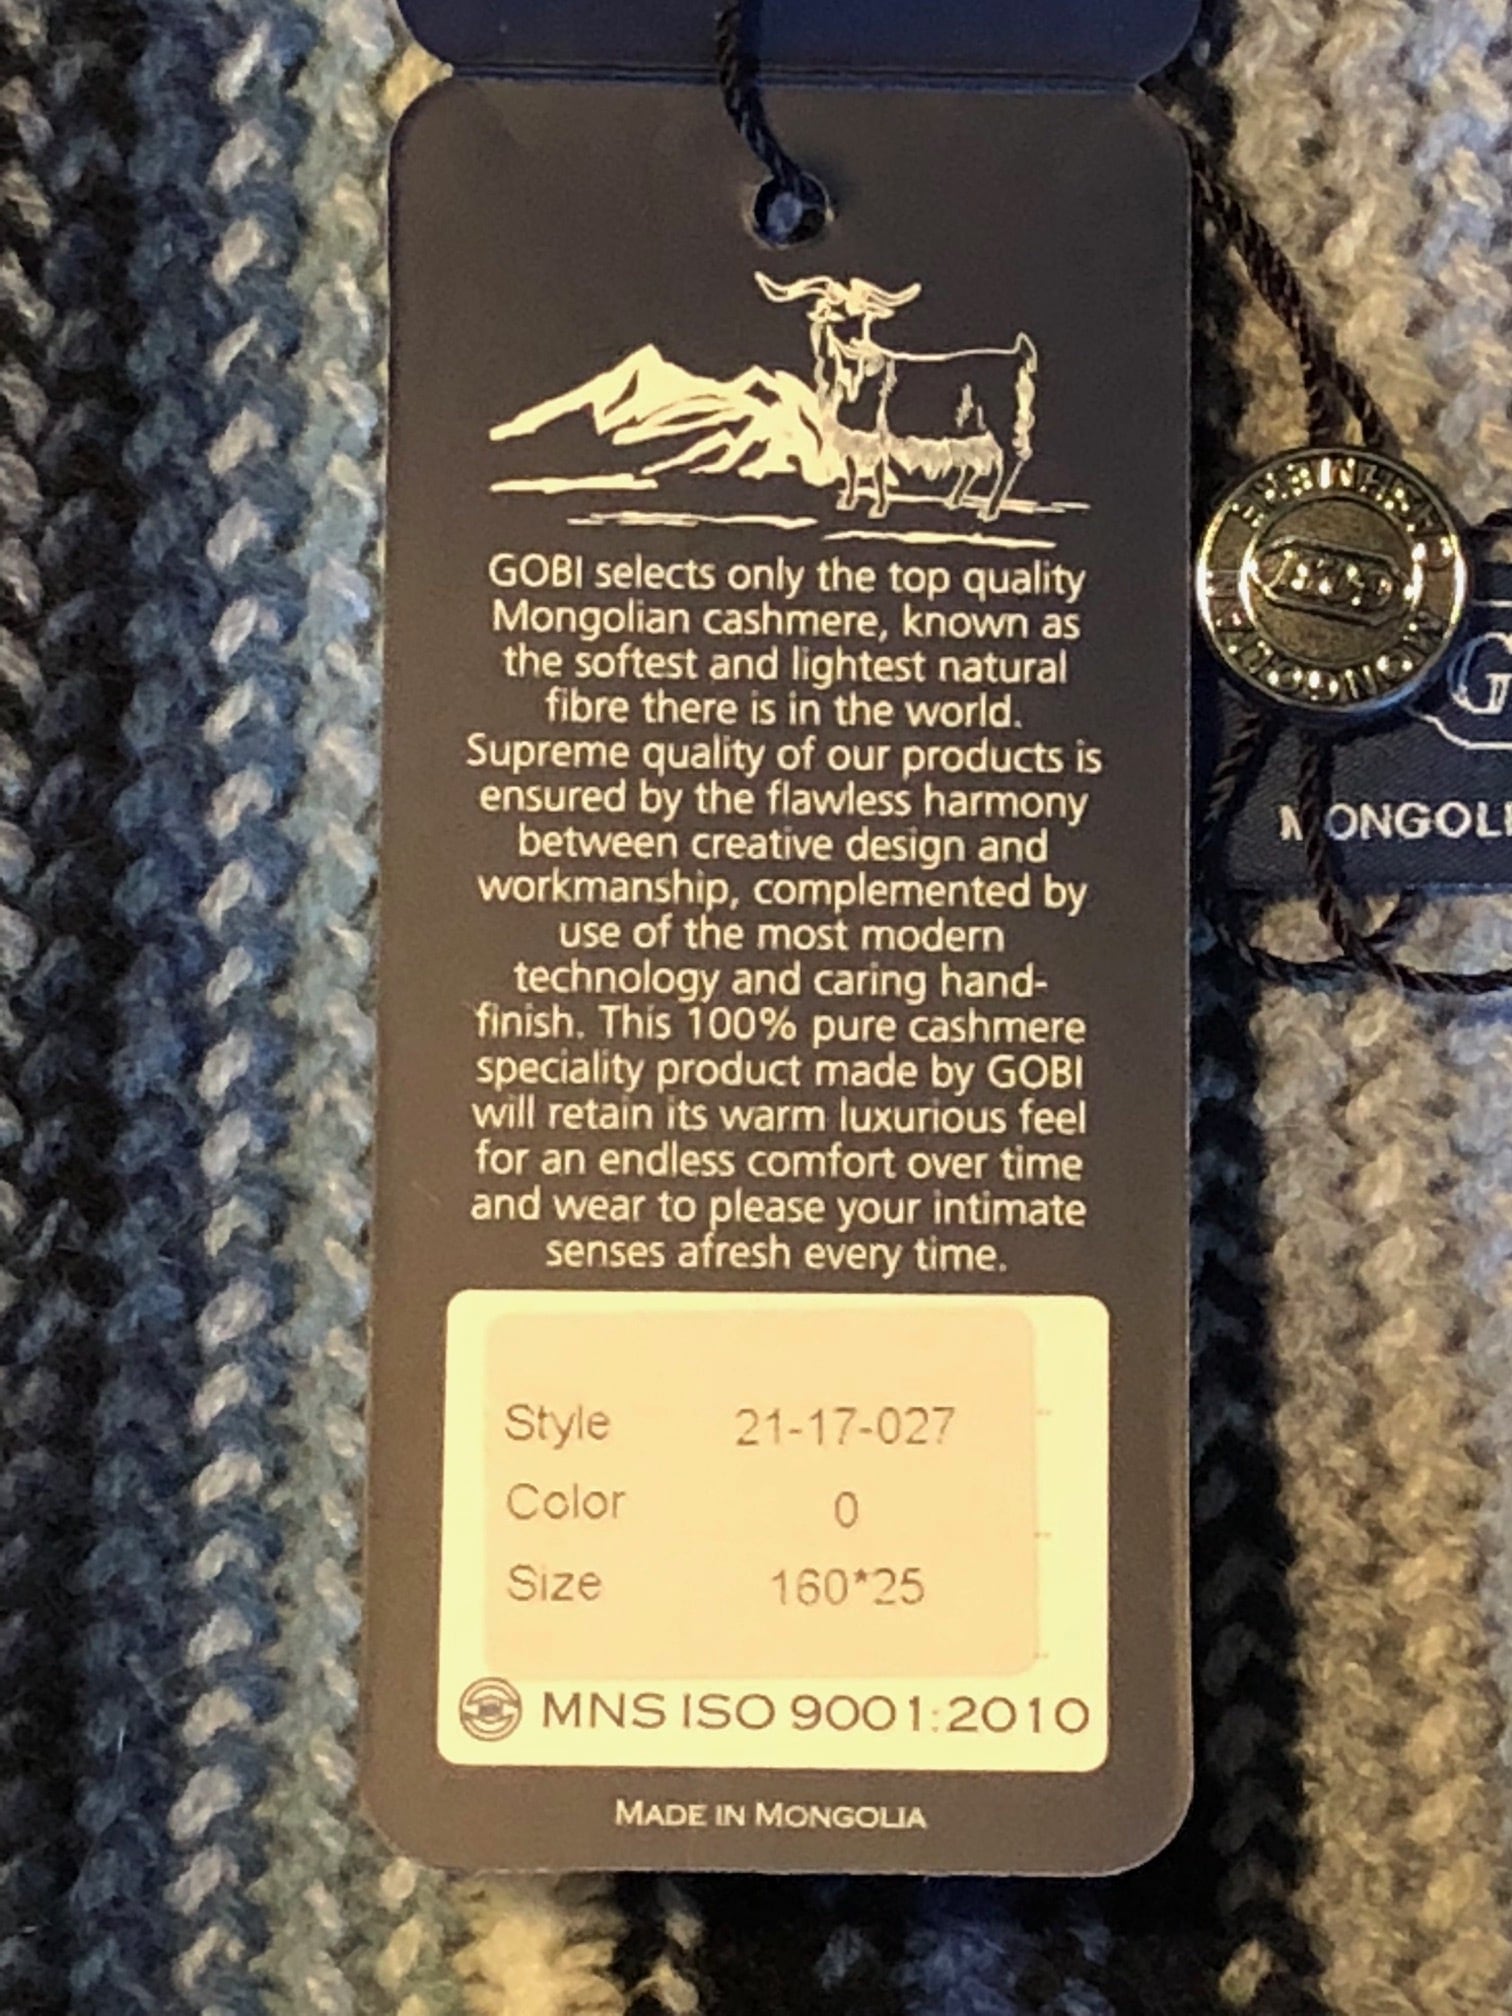 GOBI selects only the top quality
Mongolian cashmere, known as
the softest and lightest natural
fibre there is in the world.
Supreme quality of our products is
ensured by the flawless harmony
between creative design and
workmanship, complemented by
use of the most modern
technology and caring hand-
finish. This 100% pure cashmere
speciality product made by GOBI
will retain its warm luxurious feel
for an endless comfort over time
and wear to please your intimate
senses afresh every time.
Style 21-17-027
Color 0
Size 160*25
MNS ISO 9001:2010
MADE IN MONGOLIA
CASHMERE
MONGOLIA
G
MONGOLI